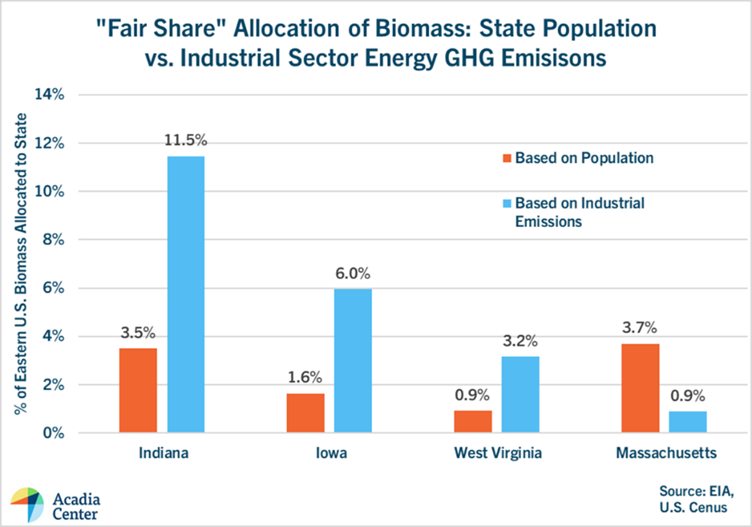 "Fair Share" Allocation of Biomass: State Population
vs. Industrial Sector Energy GHG Emisisons
% of Eastern U.S. Biomass Allocated to State
14%
12%
10%
8%
6%
4%
2%
0%
Based on Population
Based on Industrial
Emissions
3.5%
11.5%
1.6%
6.0%
0.9%
3.2%
3.7%
0.9%
Indiana
Iowa
West Virginia
Massachusetts
Acadia
Center
Source: EIA,
U.S. Cenus